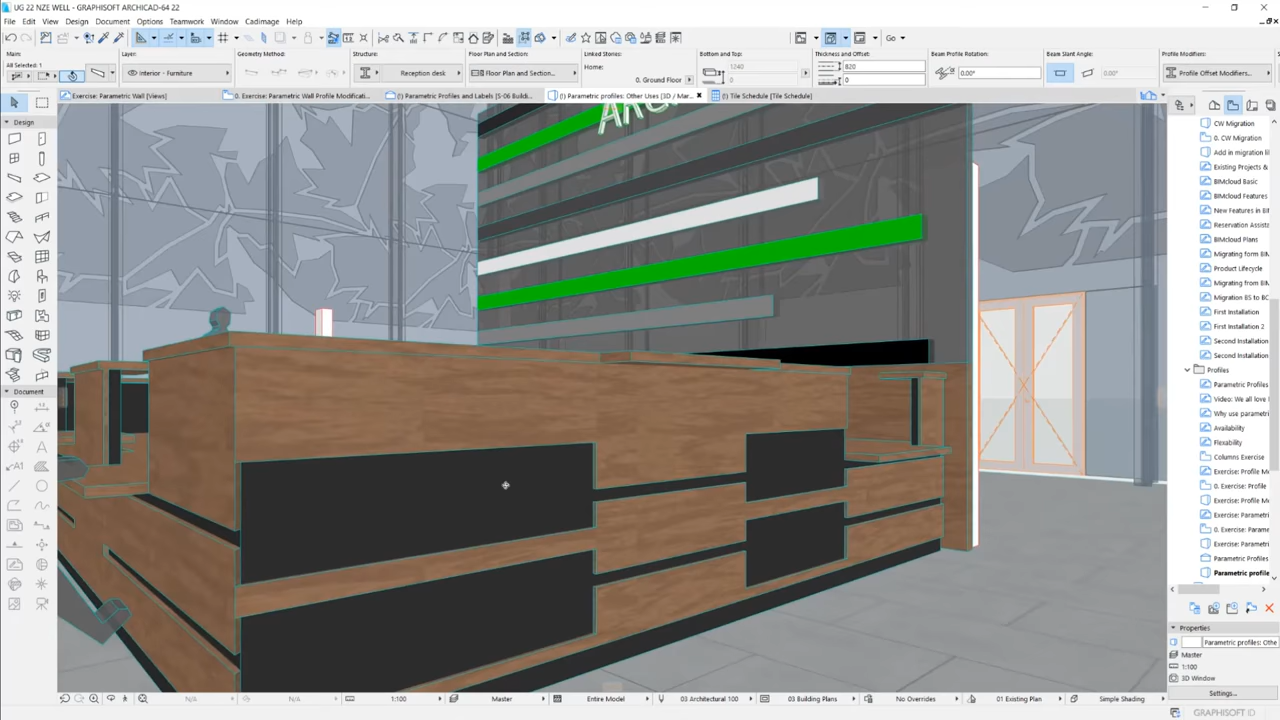 UG 22 NZE WELL - GRAPHISOFT ARCHICAD-64 22
File Edit View Design Document Options Teamwork Window Cadimage Help
Go
Main: Layer: Geometry Method: Structure: Floor Plan and Section: Linked Stories: Bottom and Top: Thickness and Offset: Beam Profile Rotation: Beam Slant Angle: Profile Modifiers:
All Selected: 1
Interior - Furniture
Reception desk
Floor Plan and Section...
Home:
0. Ground Floor
1240
0
820
0
0.00°
0.00°
Profile Offset Modifiers...
Exercise: Parametric Wall [Views]
0. Exercise: Parametric Wall Profile Modificati...
(!) Parametric Profiles and Labels [S-06 Buildi...
(!) Parametric profiles: Other Uses [3D / Mar...
(!) Tile Schedule [Tile Schedule]
Design
Document
CW Migration
0. CW Migration
Add in migration li
Existing Projects &
BIMcloud Basic
BIMcloud Features
New Features in BI
Reservation Assista
BIMcloud Plans
Migrating form BIM
Product Lifecycle
Migrating from BIM
Migration BS to BC
First Installation
First Installation 2
Second Installation
Second Installation
Profiles
Parametric Profiles
Video: We all love
Why use parametri
Availability
Flexability
Columns Exercise
Exercise: Profile M
0. Exercise: Profile
Exercise: Profile Mo
Exercise: Parametri
0. Exercise: Parame
Exercise: Parametri
Parametric Profiles
Parametric profile
Properties
Parametric profiles: Othe
Master
1:100
3D Window
Settings...
N/A
N/A
1:100
Master
Entire Model
03 Architectural 100
03 Building Plans
No Overrides
01 Existing Plan
Simple Shading
GRAPHISOFT ID